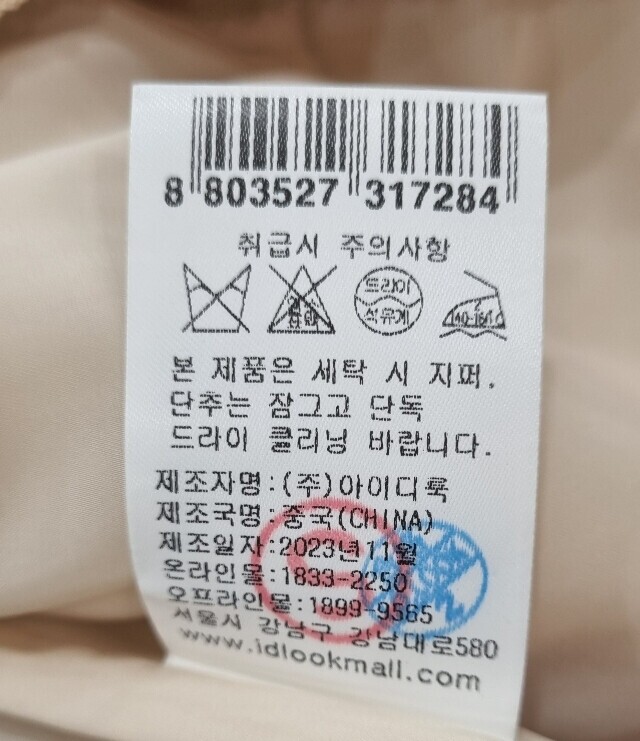 8 803527 317284
취급시 주의사항
드라이
석유계
140-160℃
본 제품은 세탁 시 지퍼.
단추는 잠그고 단독
드라이 클리닝 바랍니다.
제조자명:(주)아이디룩
제조국명:중국(CHINA)
제조일자:2023년11월
온라인몰:1833-2250
오프라인몰:1899-9585
서울시 강남구 강남대로580
www.idlookmall.com